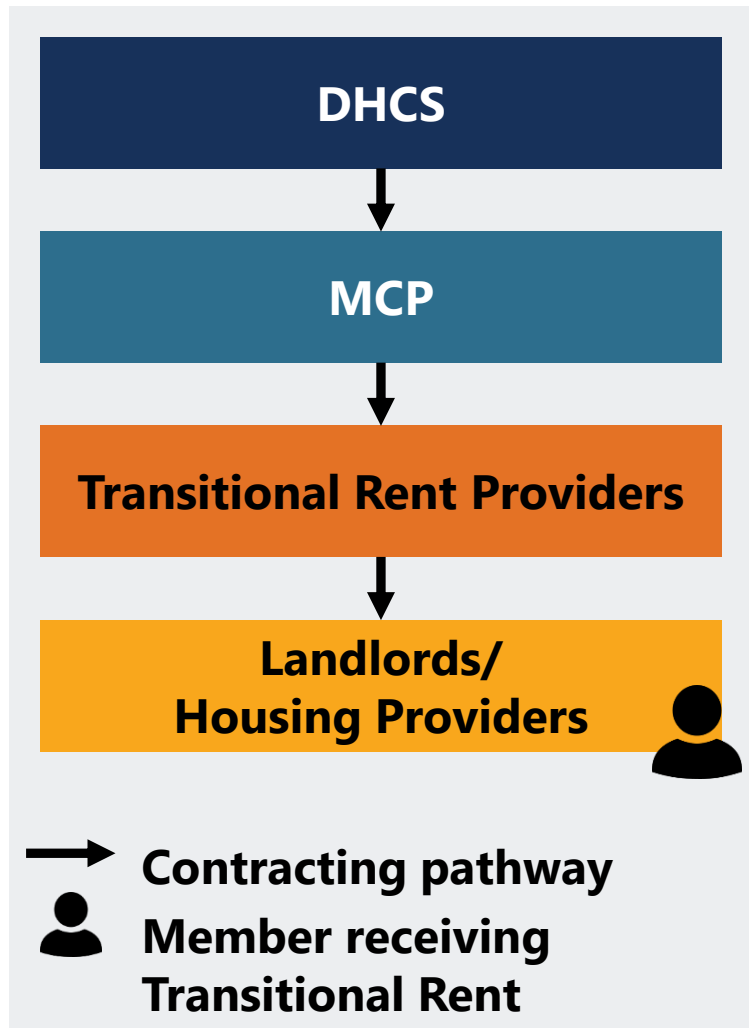 DHCS
MCP
Transitional Rent Providers
Landlords/
Housing Providers
Contracting pathway
Member receiving
Transitional Rent